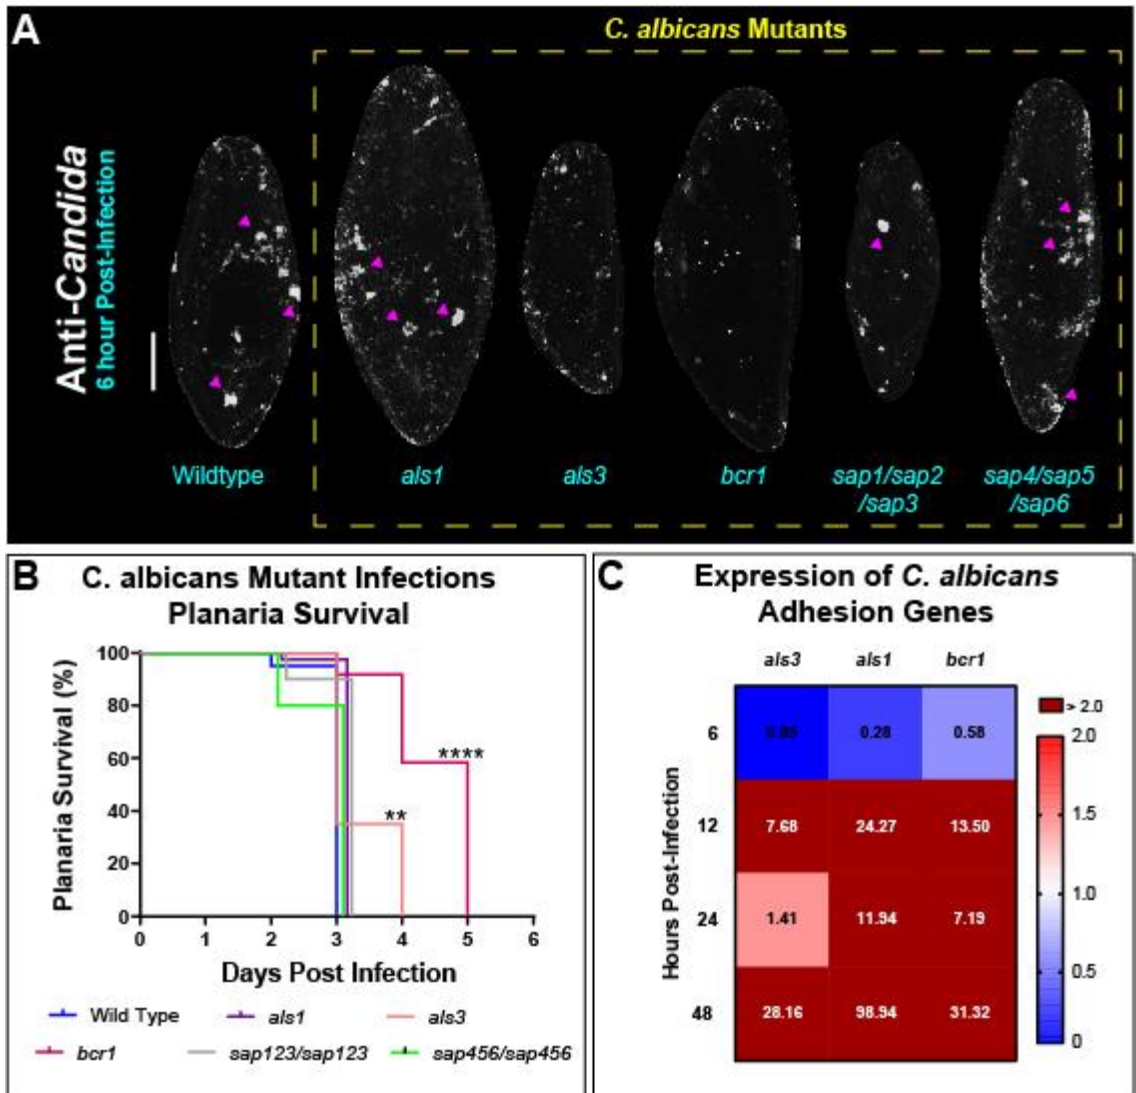 A
C. albicans Mutants
Anti-Candida
6 hour Post-Infection
Wildtype
als1
als3
bcr1
sap1/sap2
/sap3
sap4/sap5
/sap6
B
C. albicans Mutant Infections
Planaria Survival
Planaria Survival (%)
100
80
60
40
20
0
****
**
0 1 2 3 4 5 6
Days Post Infection
Wild Type als1 als3
bcr1 sap123/sap123 sap456/sap456
C
Expression of C. albicans
Adhesion Genes
als3 als1 bcr1
Hours Post-Infection
6 0.28 0.58
12 7.68 24.27 13.50
24 1.41 11.94 7.19
48 28.16 98.94 31.32
> 2.0
2.0
1.5
1.0
0.5
0